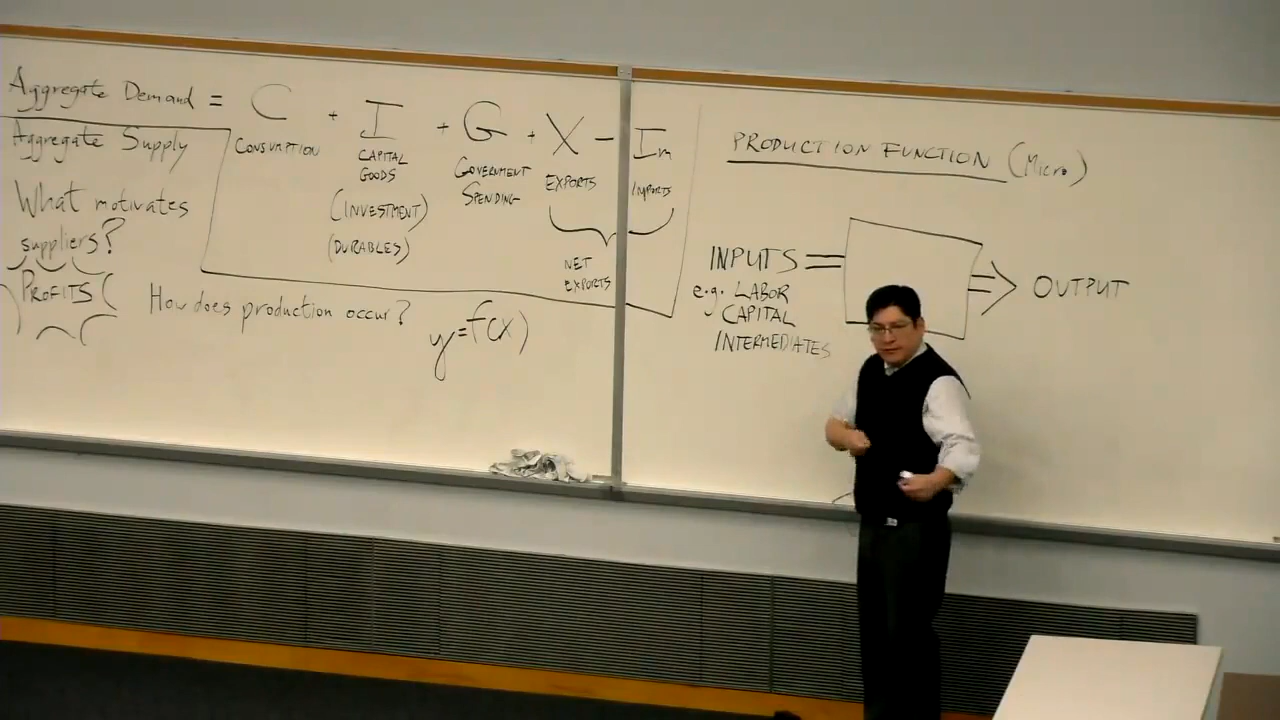 Aggregate Demand = C + I + G + X - Im
CONSUMPTION
CAPITAL
GOODS
(INVESTMENT)
(DURABLES)
GOVERNMENT
SPENDING
EXPORTS
IMPORTS
NET
EXPORTS
Aggregate Supply
What motivates
suppliers?
PROFITS
How does production occur?
y=f(x)
PRODUCTION FUNCTION (Micro)
INPUTS
e.g. LABOR
CAPITAL
INTERMEDIATES
OUTPUT